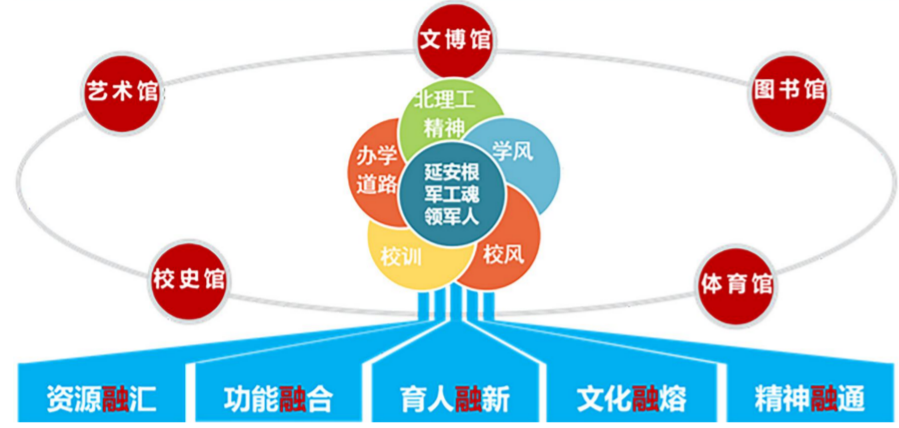 文博馆
艺术馆
图书馆
北理工
精神
办学
道路
学风
延安根
军工魂
领军人
校训
校风
校史馆
体育馆
资源融汇
功能融合
育人融新
文化融熔
精神融通